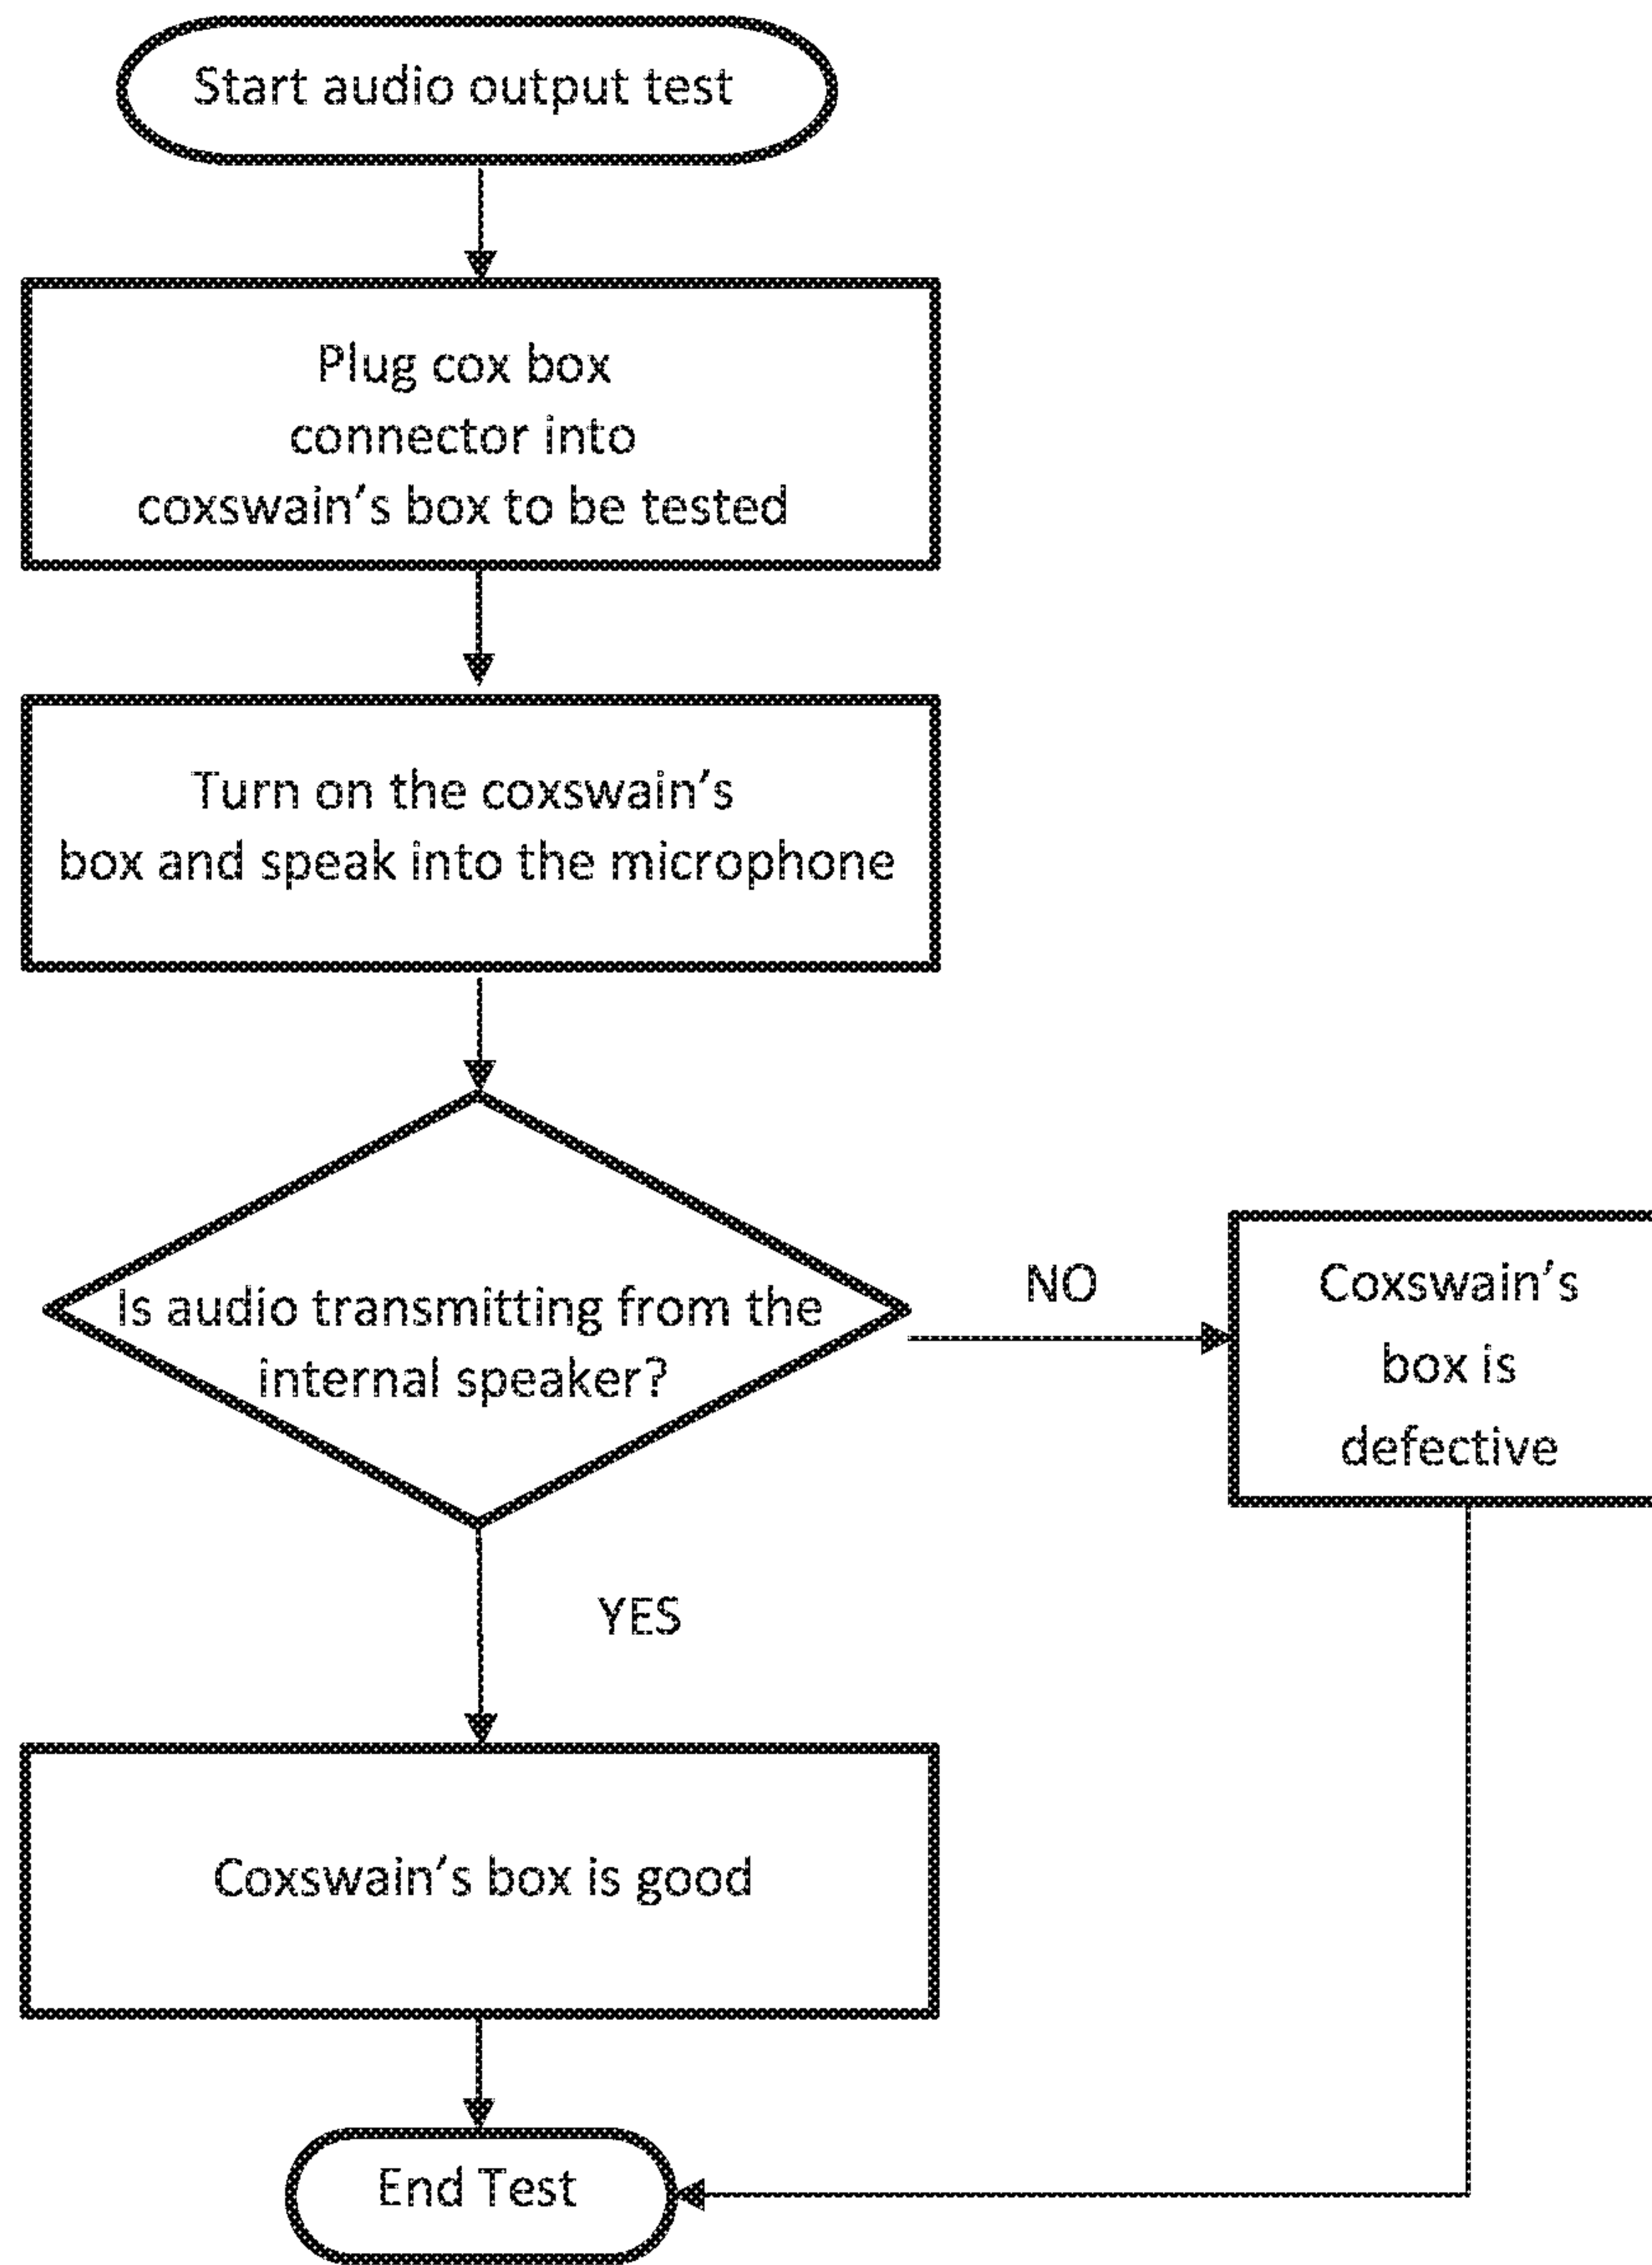 Start audio output test
Plug cox box
connector into
coxswain's box to be tested
Turn on the coxswain's
box and speak into the microphone
Is audio transmitting from the
internal speaker?
NO
Coxswain's
box is
defective
YES
Coxswain's box is good
End Test